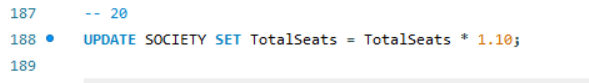 187 -- 20
188 UPDATE SOCIETY SET TotalSeats = TotalSeats * 1.10;
189